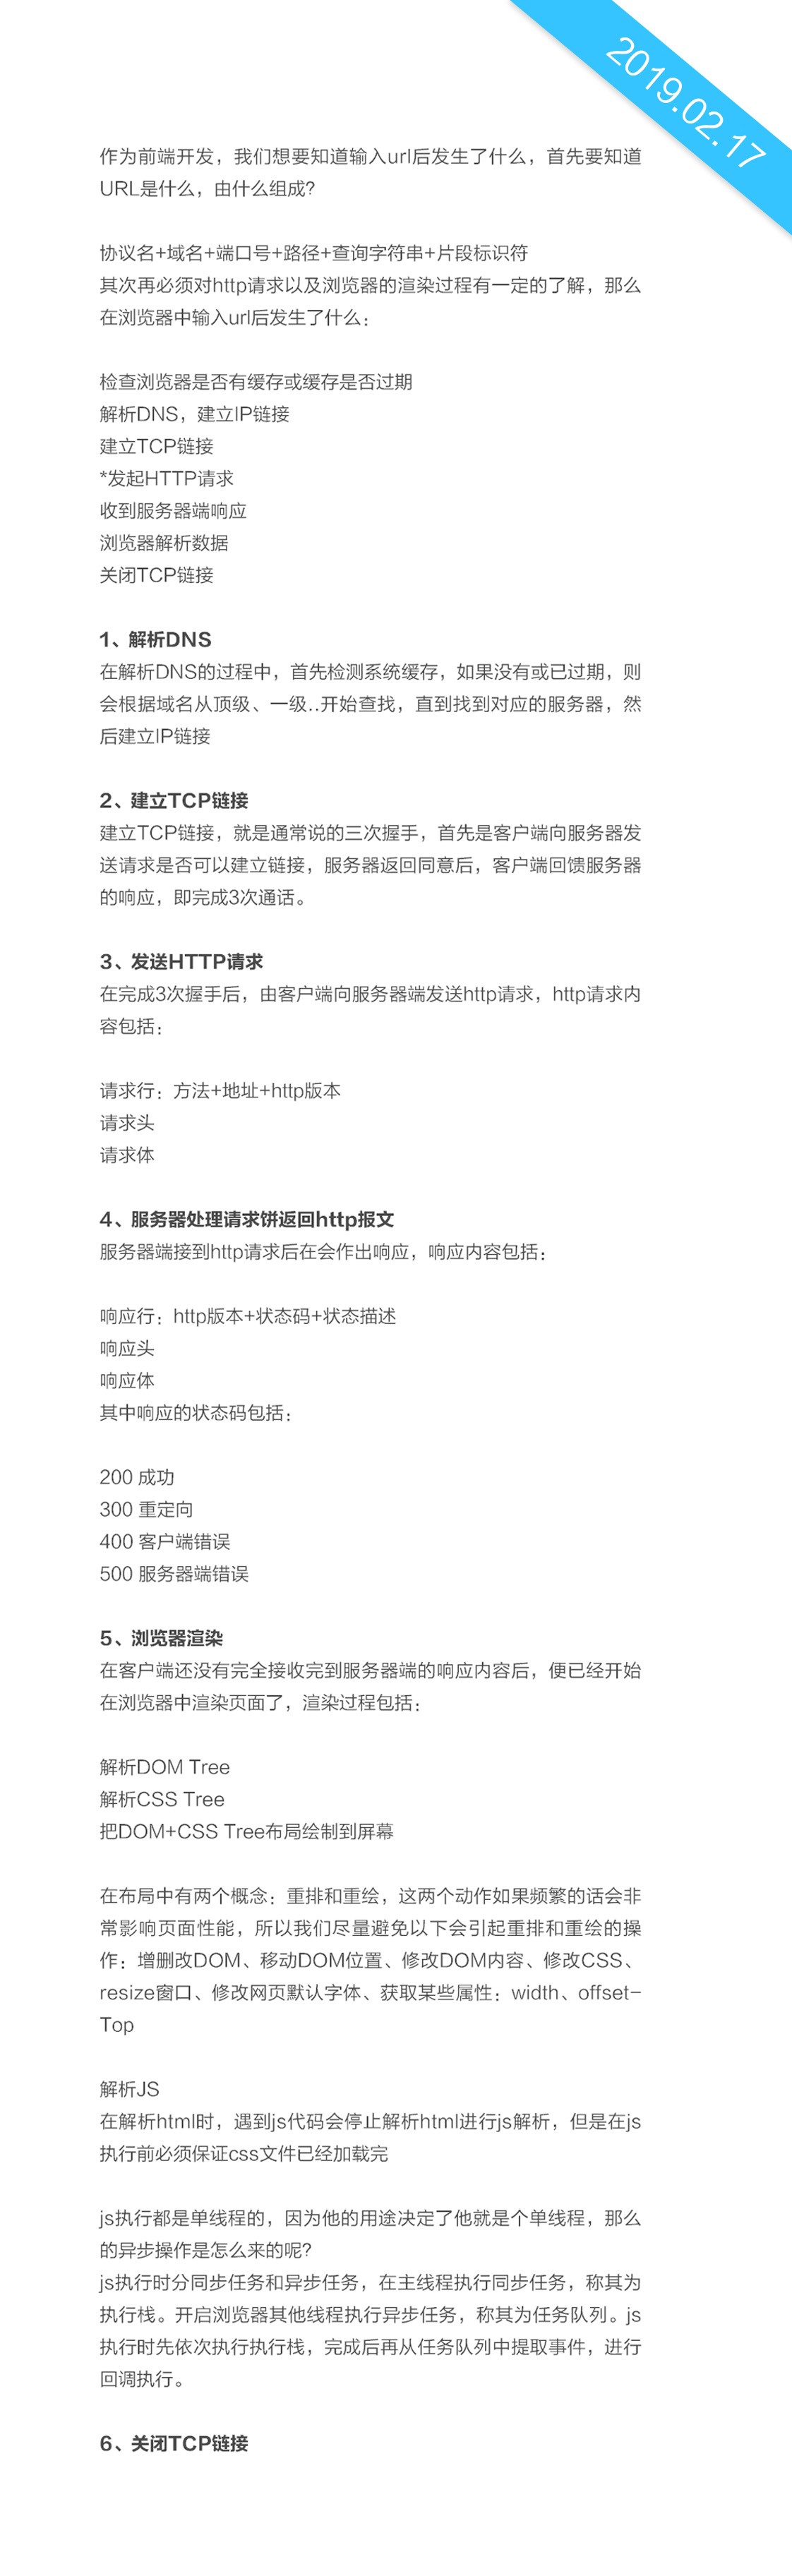 2019.02.17
作为前端开发，我们想要知道输入url后发生了什么，首先要知道
URL是什么，由什么组成?
协议名+域名+端口号+路径+查询字符串+片段标识符
其次再必须对http请求以及浏览器的渲染过程有一定的了解，那么
在浏览器中输入url后发生了什么：
检查浏览器是否有缓存或缓存是否过期
解析DNS，建立IP链接
建立TCP链接
*发起HTTP请求
收到服务器端响应
浏览器解析数据
关闭TCP链接
1、解析DNS
在解析DNS的过程中，首先检测系统缓存，如果没有或已过期，则
会根据域名从顶级、一级..开始查找，直到找到对应的服务器，然
后建立IP链接
2、建立TCP链接
建立TCP链接，就是通常说的三次握手，首先是客户端向服务器发
送请求是否可以建立链接，服务器返回同意后，客户端回馈服务器
的响应，即完成3次通话。
3、发送HTTP请求
在完成3次握手后，由客户端向服务器端发送http请求，http请求内
容包括：
请求行：方法+地址+http版本
请求头
请求体
4、服务器处理请求饼返回http报文
服务器端接到http请求后在会作出响应，响应内容包括：
响应行：http版本+状态码+状态描述
响应头
响应体
其中响应的状态码包括：
200 成功
300 重定向
400 客户端错误
500 服务器端错误
5、浏览器渲染
在客户端还没有完全接收完到服务器端的响应内容后，便已经开始
在浏览器中渲染页面了，渲染过程包括：
解析DOM Tree
解析CSS Tree
把DOM+CSS Tree布局绘制到屏幕
在布局中有两个概念：重排和重绘，这两个动作如果频繁的话会非
常影响页面性能，所以我们尽量避免以下会引起重排和重绘的操
作：增删改DOM、移动DOM位置、修改DOM内容、修改CSS、
resize窗口、修改网页默认字体、获取某些属性：width、offset-
Top
解析JS
在解析html时，遇到js代码会停止解析html进行js解析，但是在js
执行前必须保证css文件已经加载完
js执行都是单线程的，因为他的用途决定了他就是个单线程，那么
的异步操作是怎么来的呢?
js执行时分同步任务和异步任务，在主线程执行同步任务，称其为
执行栈。开启浏览器其他线程执行异步任务，称其为任务队列。js
执行时先依次执行执行栈，完成后再从任务队列中提取事件，进行
回调执行。
6、关闭TCP链接